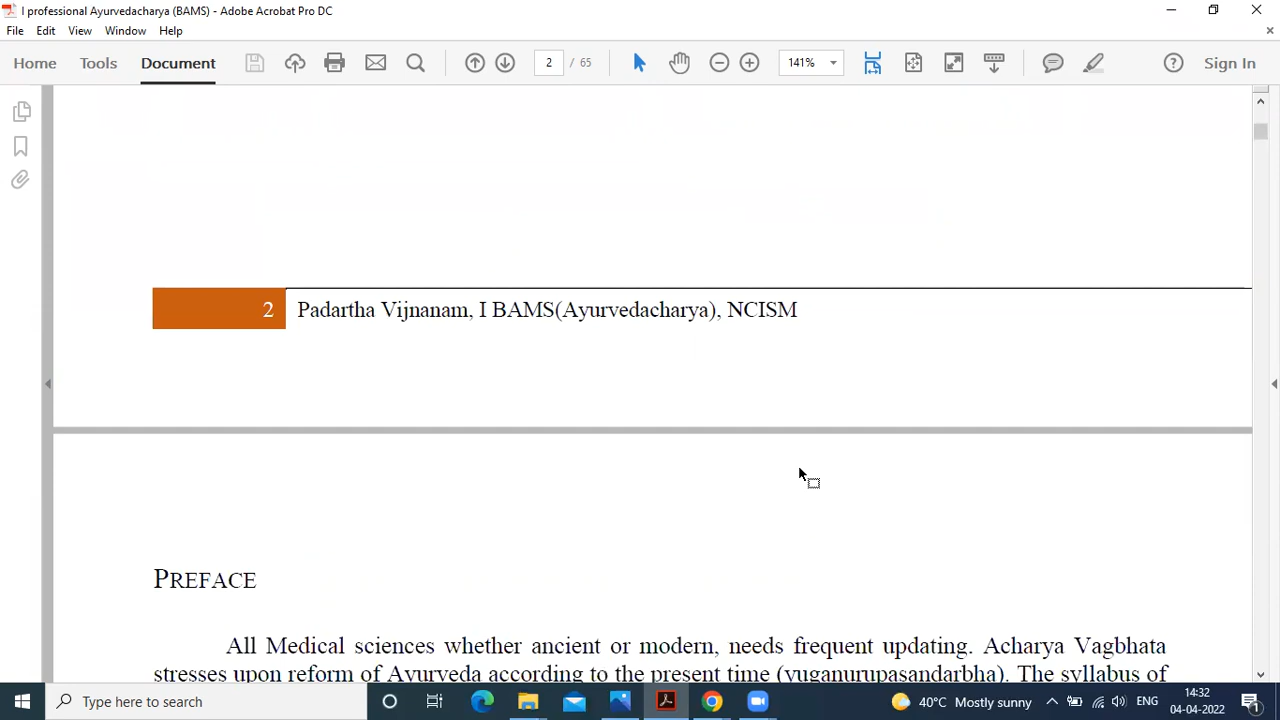 I professional Ayurvedacharya (BAMS) - Adobe Acrobat Pro DC
File Edit View Window Help
Home Tools Document 2 / 65 141% Sign In
2 Padartha Vijnanam, I BAMS(Ayurvedacharya), NCISM
PREFACE
All Medical sciences whether ancient or modern, needs frequent updating. Acharya Vagbhata
stresses upon reform of Ayurveda according to the present time (yuganurupasandarbha). The syllabus of
Type here to search 40°C Mostly sunny ENG 14:32
04-04-2022 1